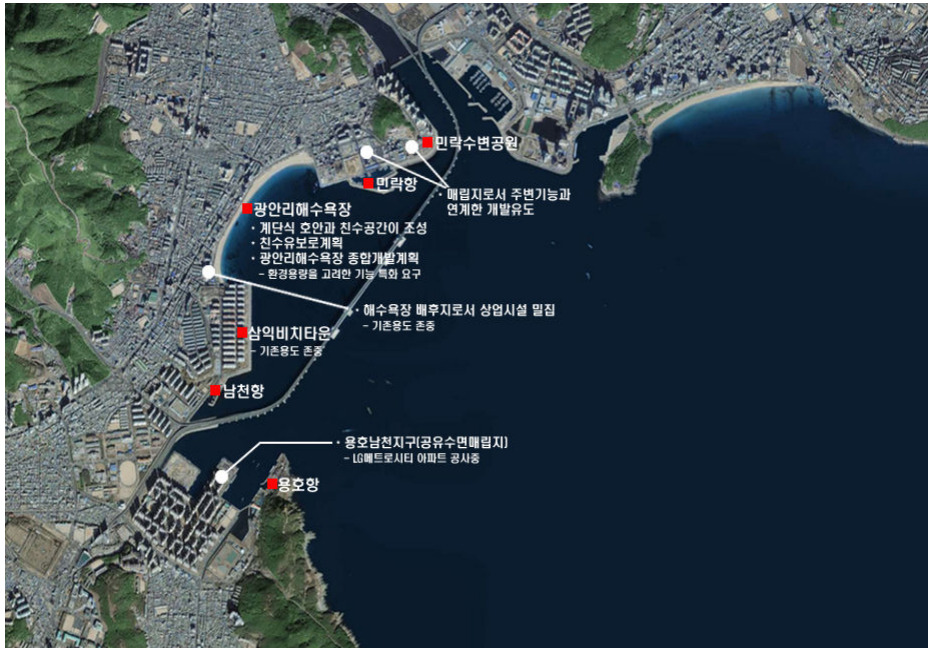 민락수변공원
· 매립지로서 주변기능과
연계한 개발유도
민락항
광안리해수욕장
· 계단식 호안과 친수공간이 조성
· 친수유보로계획
· 광안리해수욕장 종합개발계획
- 환경용량을 고려한 기능 특화 요구
· 해수욕장 배후지로서 상업시설 밀집
- 기존용도 존중
삼익비치타운
- 기존용도 존중
남천항
· 용호남천지구(공유수면매립지)
- LG메트로시티 아파트 공사중
용호항